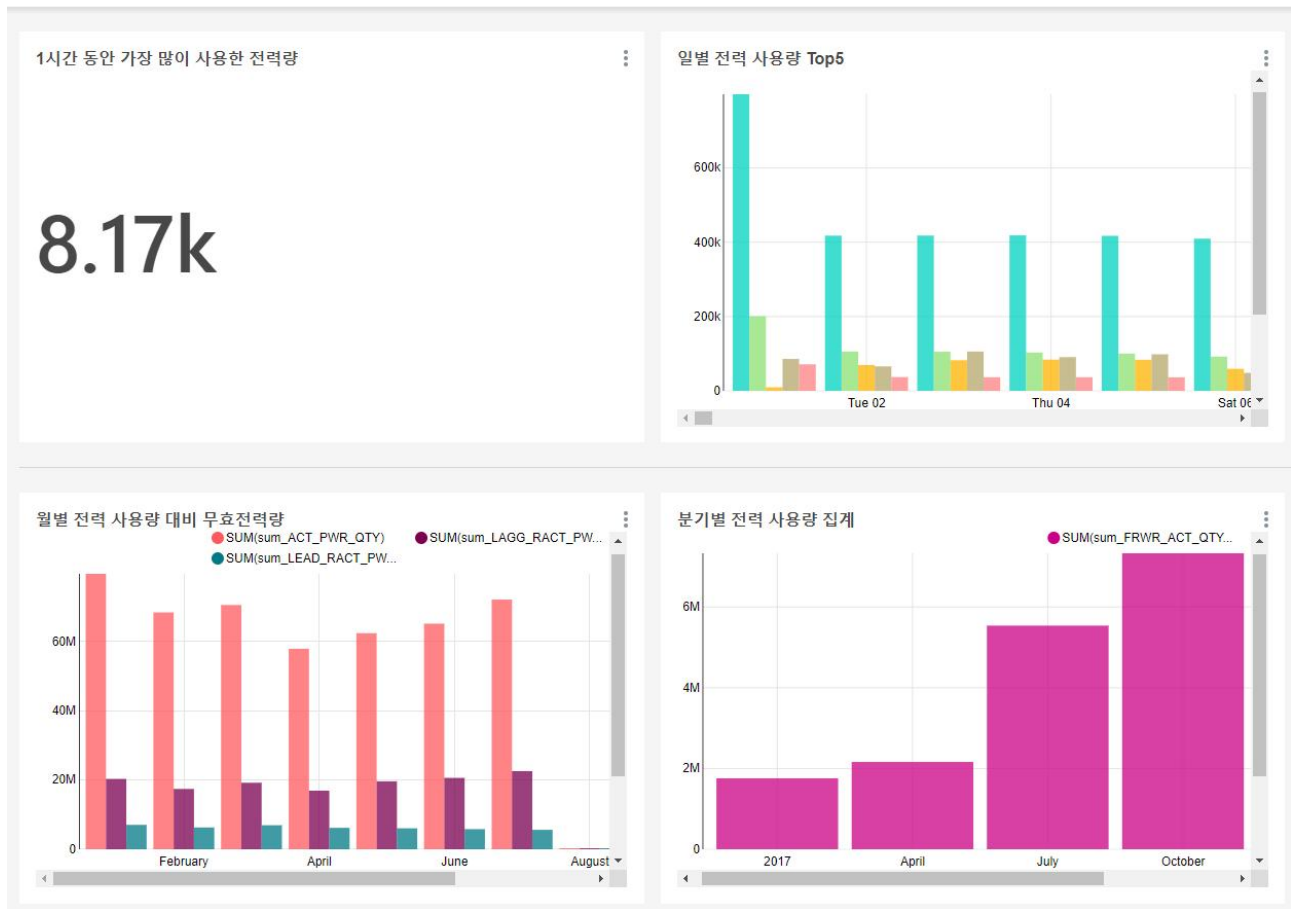 1시간 동안 가장 많이 사용한 전력량
8.17k
일별 전력 사용량 Top5
600k
400k
200k
0
Tue 02
Thu 04
Sat 06
월별 전력 사용량 대비 무효전력량
SUM(sum_ACT_PWR_QTY)
SUM(sum_LAGG_RACT_PW...
SUM(sum_LEAD_RACT_PW...
60M
40M
20M
0
February
April
June
August
분기별 전력 사용량 집계
SUM(sum_FRWR_ACT_QTY...
6M
4M
2M
0
2017
April
July
October